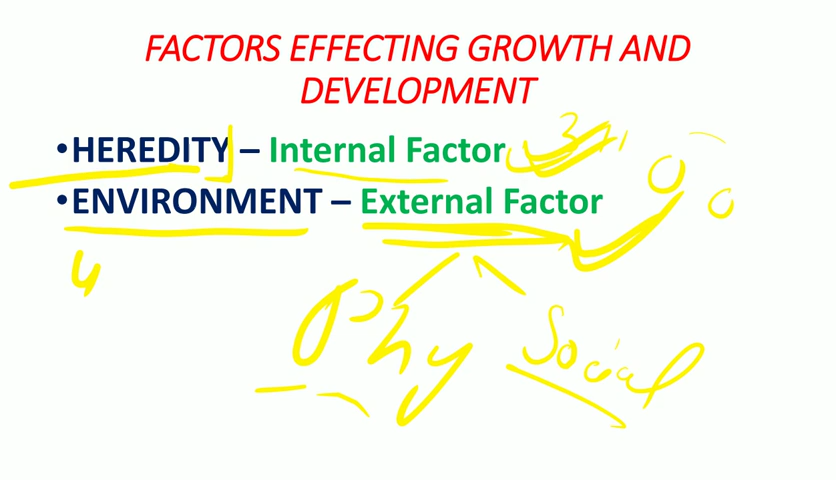 FACTORS EFFECTING GROWTH AND
DEVELOPMENT
•HEREDITY – Internal Factor
•ENVIRONMENT – External Factor
Phy
Social